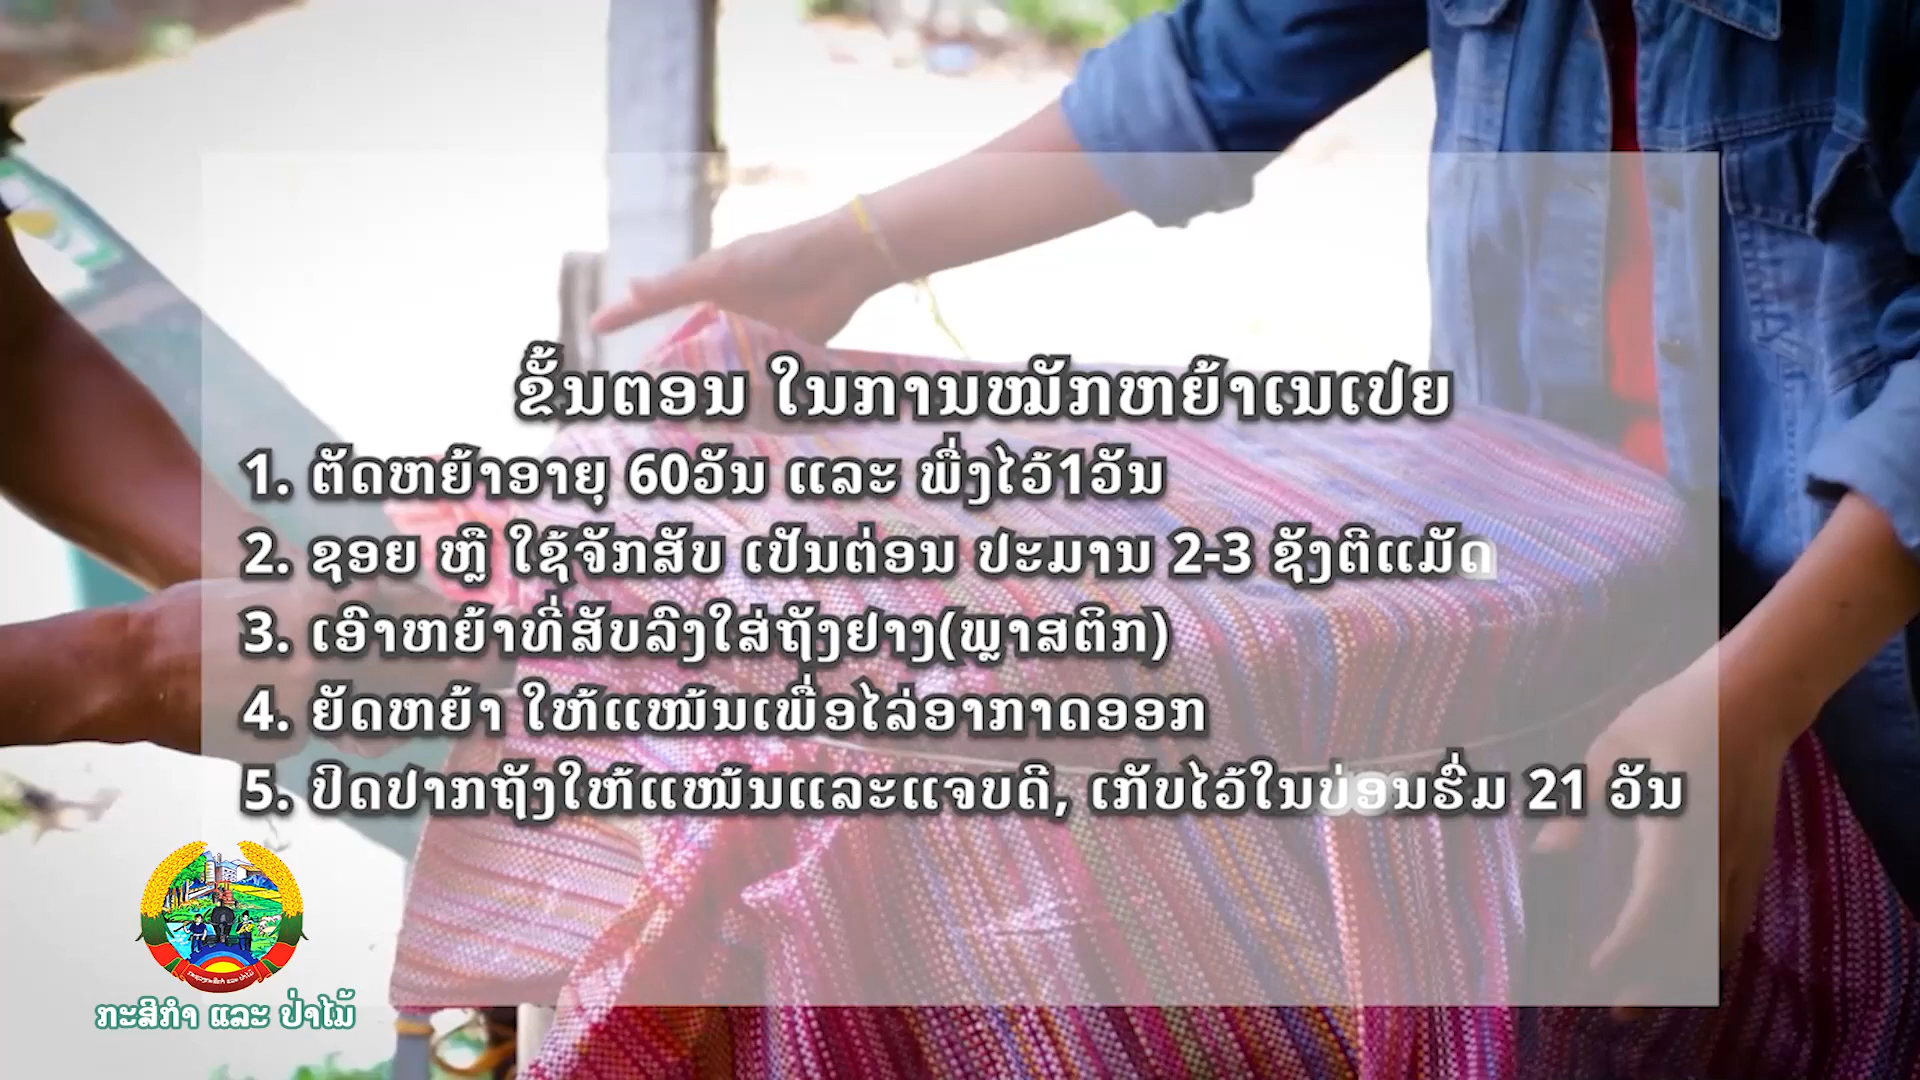 ຂັ້ນຕອນ ໃນການໝັກຫຍ້າເນເປຍ
1. ຕັດຫຍ້າອາຍຸ 60ວັນ ແລະ ພື່ງໄວ້1ວັນ
2. ຊອຍ ຫຼື ໃຊ້ຈັກສັບ ເປັນຕ່ອນ ປະມານ 2-3 ຊັງຕີແມັດ
3. ເອົາຫຍ້າທີ່ສັບລົງໃສ່ຖັງຢາງ(ພຼາສຕິກ)
4. ຍັດຫຍ້າ ໃຫ້ແໜ້ນເພື່ອໄລ່ອາກາດອອກ
5. ປິດປາກຖັງໃຫ້ແໜ້ນແລະແຈບດີ, ເກັບໄວ້ໃນບ່ອນຮົ່ມ 21 ວັນ
ກະສິກຳ ແລະ ປ່າໄມ້